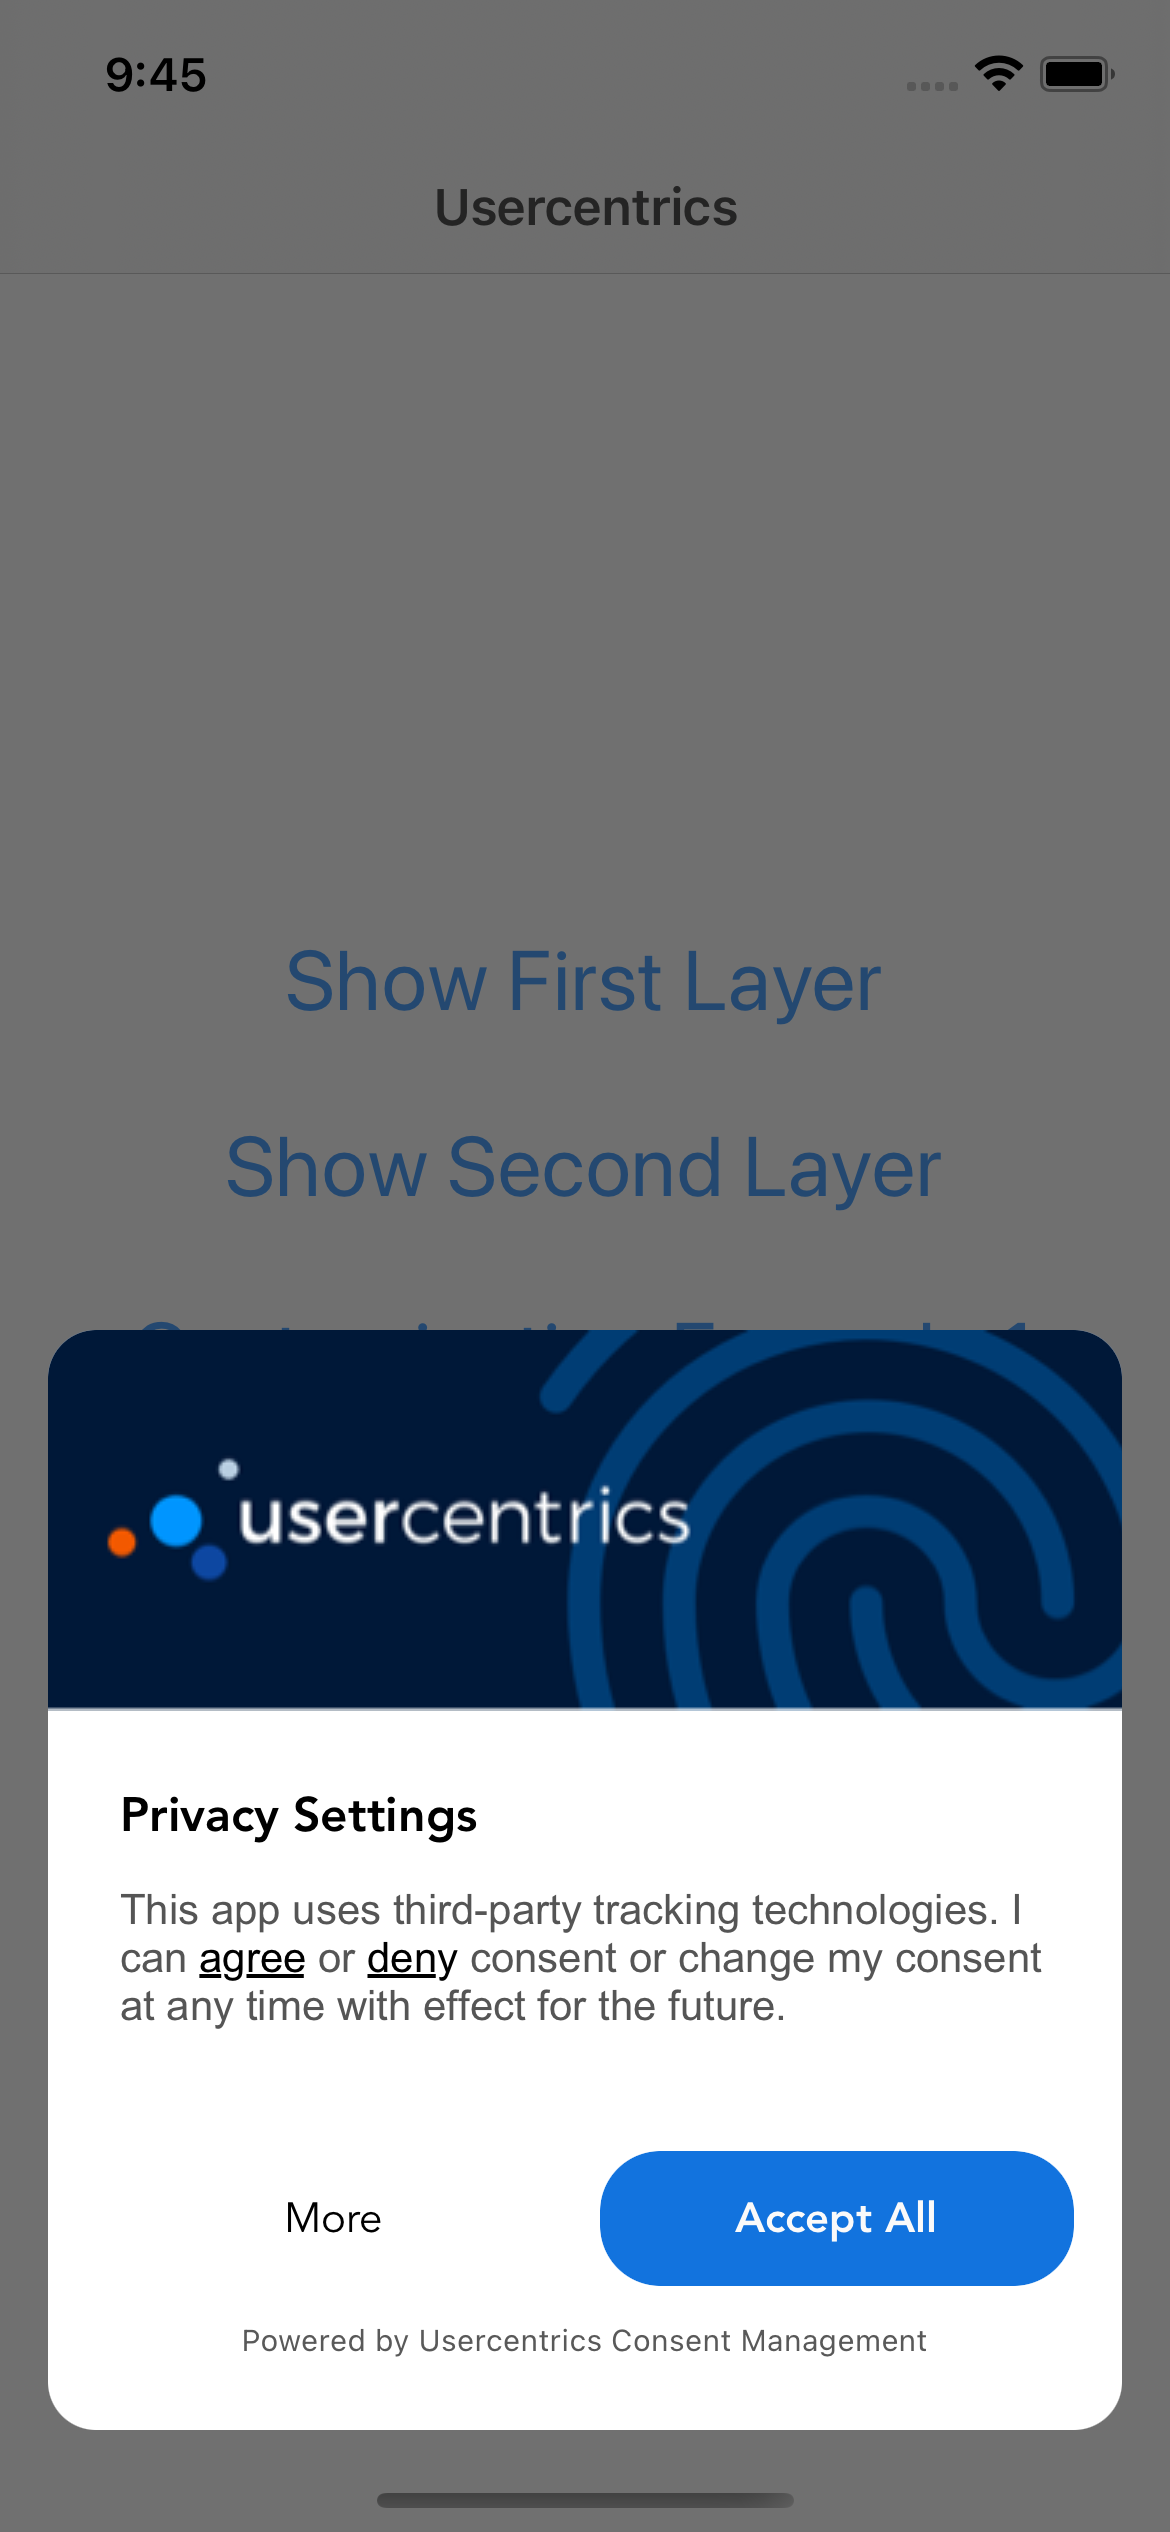 9:45
Usercentrics
Show First Layer
Show Second Layer
usercentrics
Privacy Settings
This app uses third-party tracking technologies. I
can agree or deny consent or change my consent
at any time with effect for the future.
More
Accept All
Powered by Usercentrics Consent Management